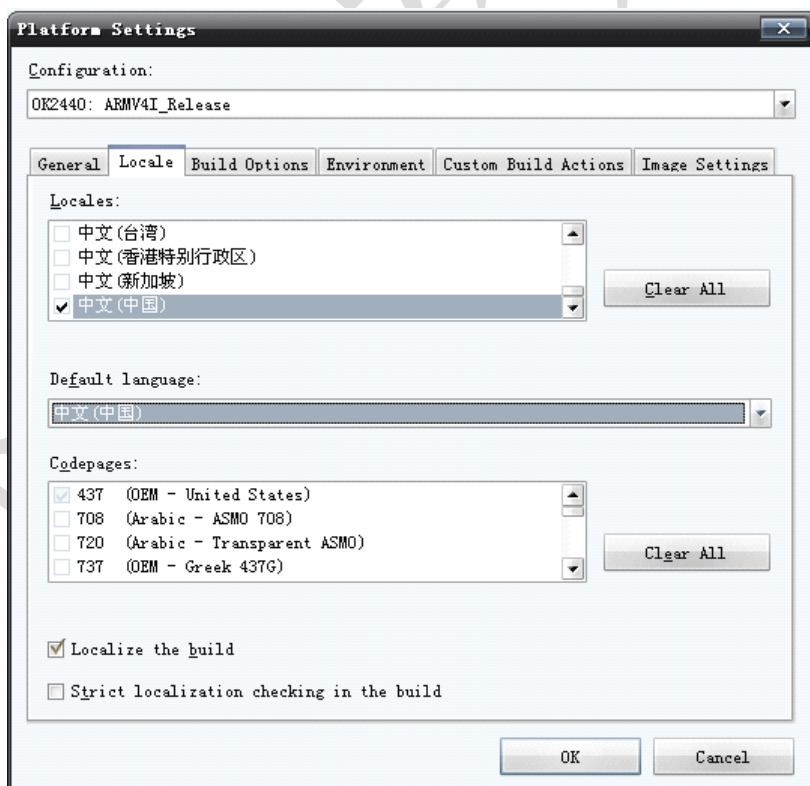 Platform Settings
Configuration:
OK2440: ARMV4I_Release
General Locale Build Options Environment Custom Build Actions Image Settings
Locales:
中文(台湾)
中文(香港特别行政区)
中文(新加坡)
中文(中国)
Clear All
Default language:
中文(中国)
Codepages:
437 (OEM - United States)
708 (Arabic - ASMO 708)
720 (Arabic - Transparent ASMO)
737 (OEM - Greek 437G)
Clear All
Localize the build
Strict localization checking in the build
OK Cancel